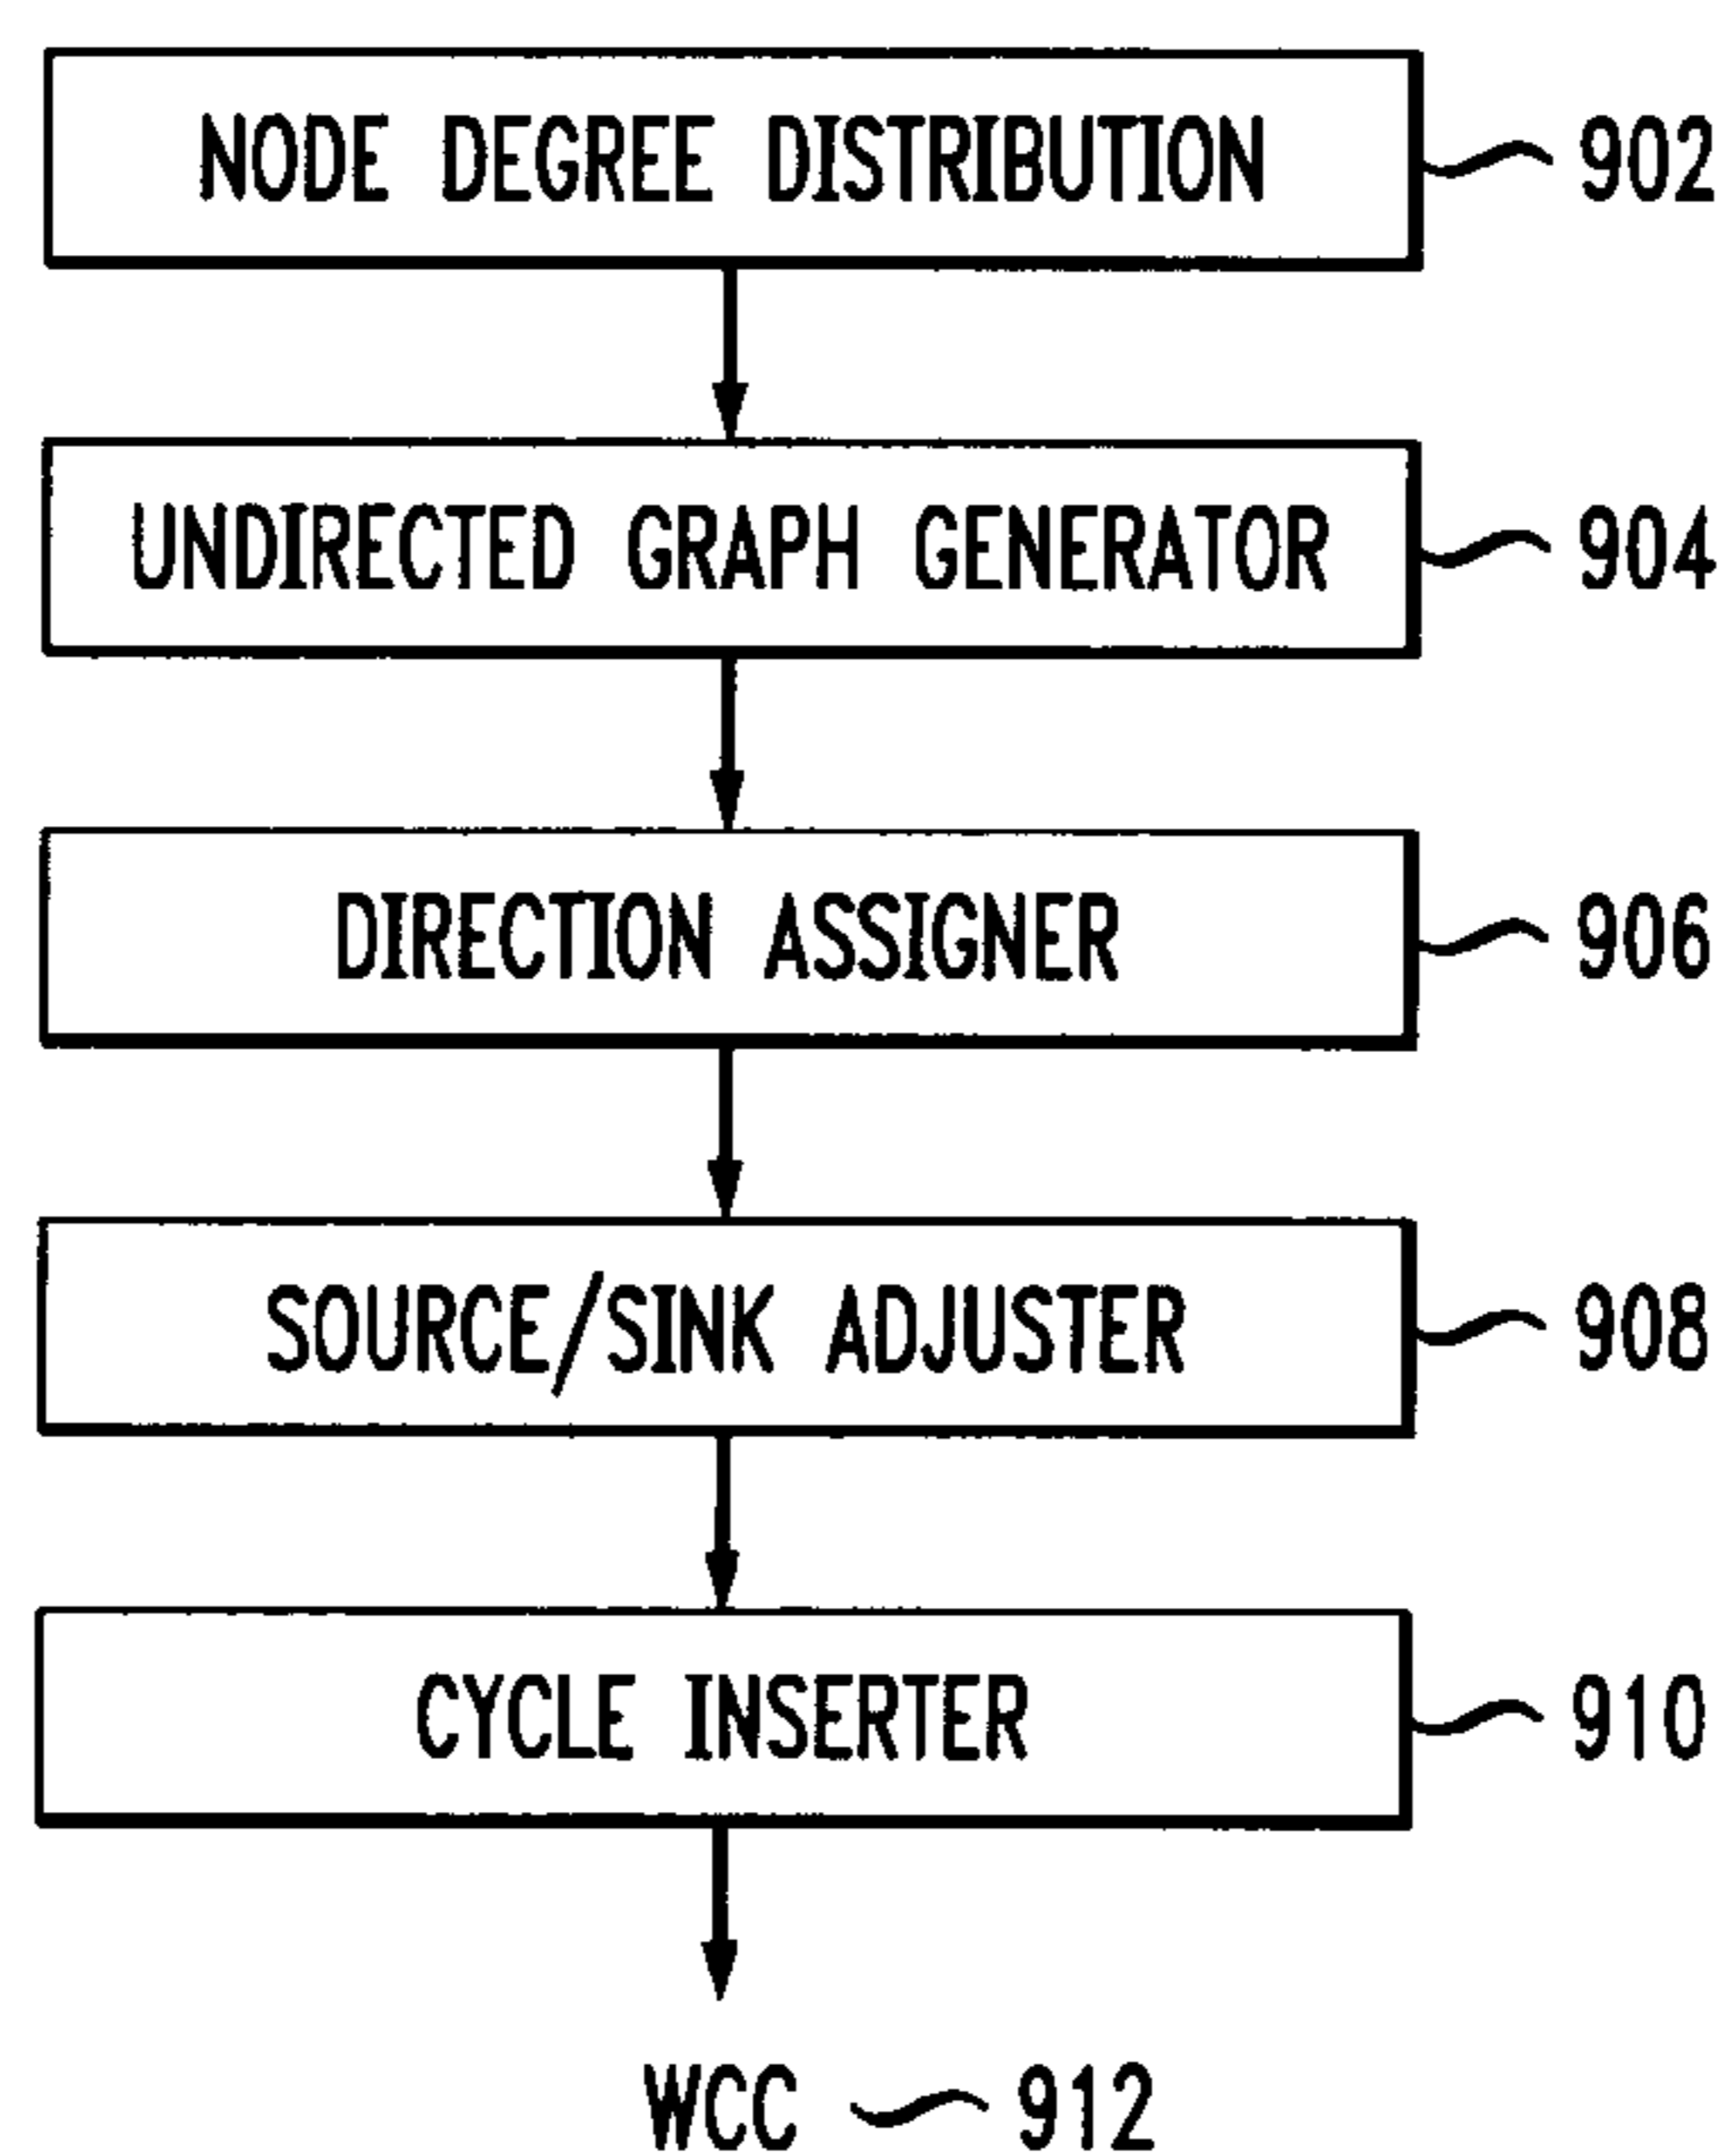 NODE DEGREE DISTRIBUTION 902
UNDIRECTED GRAPH GENERATOR 904
DIRECTION ASSIGNER 906
SOURCE/SINK ADJUSTER 908
CYCLE INSERTER 910
WCC 912